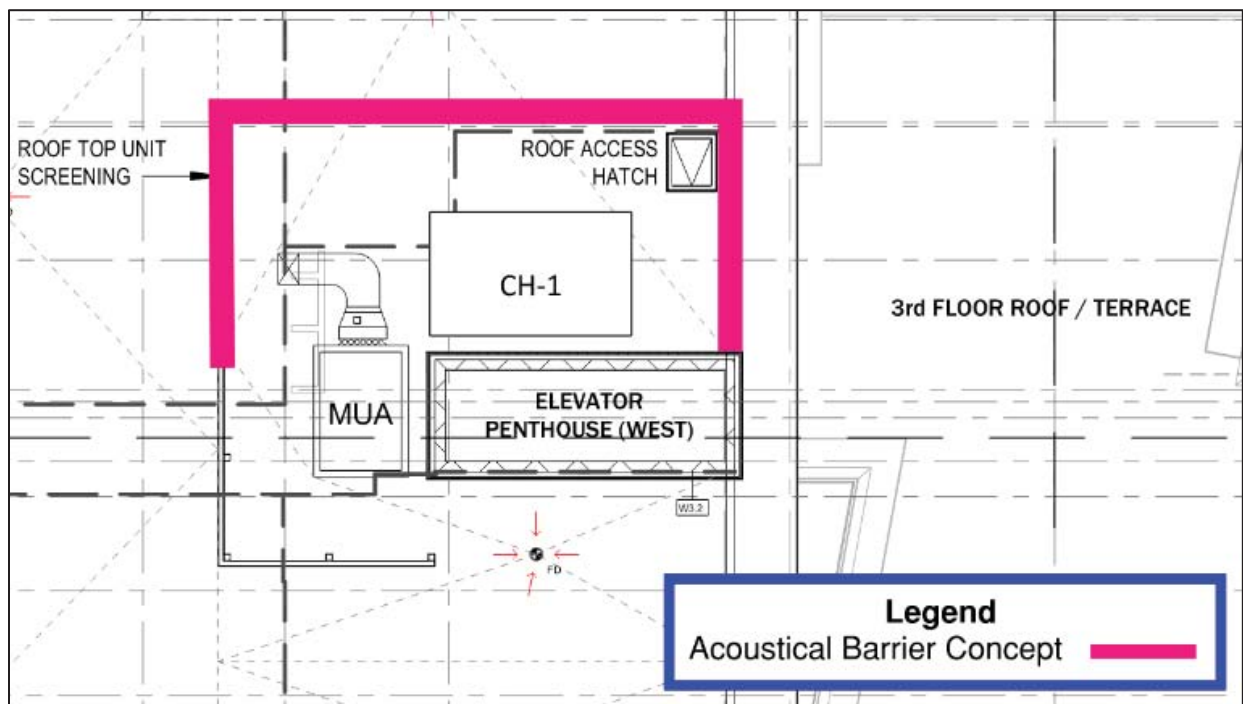 ROOF TOP UNIT
SCREENING
ROOF ACCESS
HATCH
CH-1
3rd FLOOR ROOF / TERRACE
MUA
ELEVATOR
PENTHOUSE (WEST)
W3.2
FD
Legend
Acoustical Barrier Concept